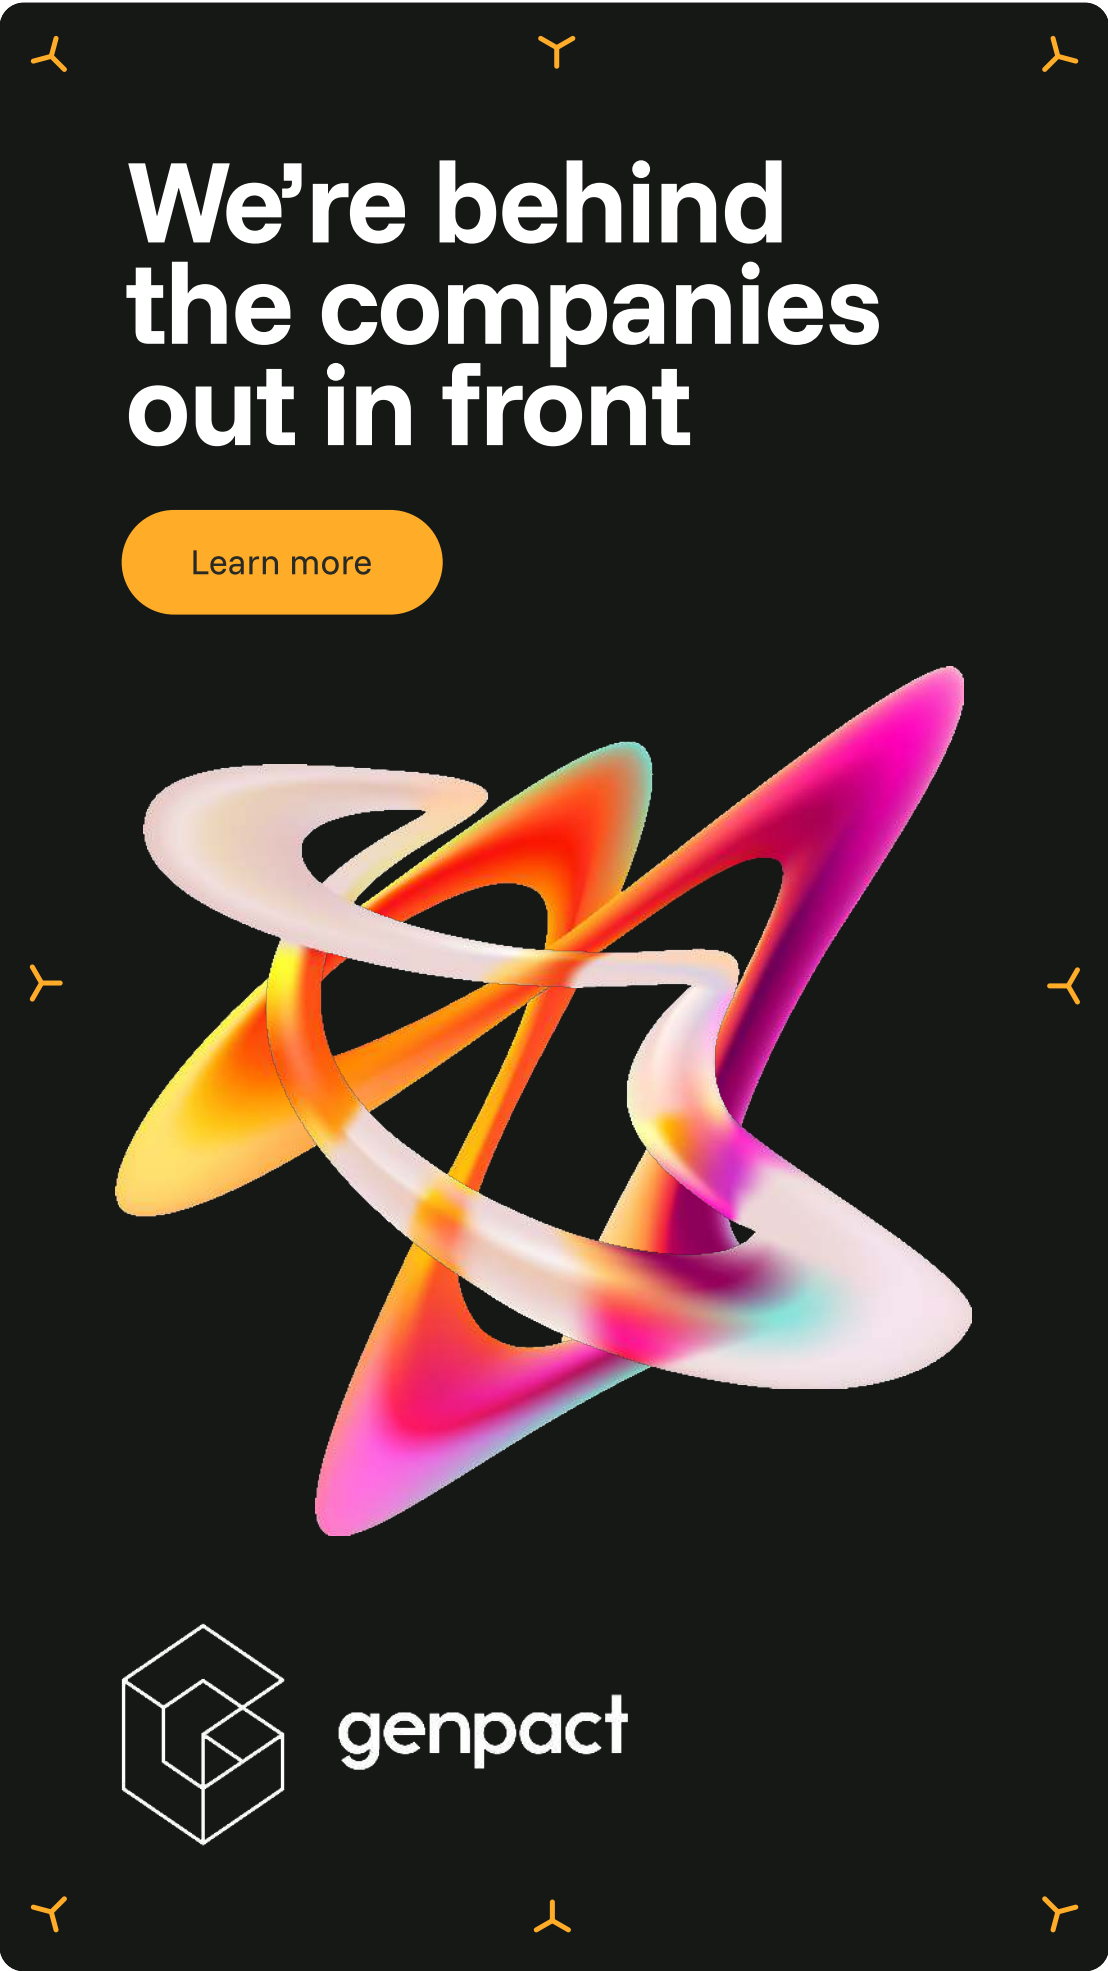 We’re behind
the companies
out in front
Learn more
genpact